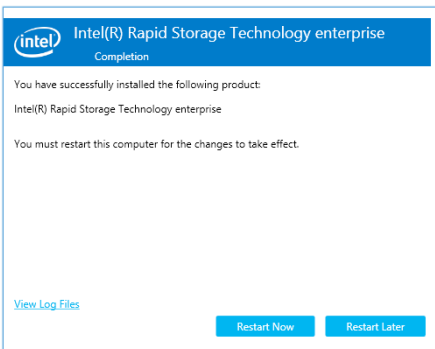 intel
Intel(R) Rapid Storage Technology enterprise
Completion
You have successfully installed the following product:
Intel(R) Rapid Storage Technology enterprise
You must restart this computer for the changes to take effect.
View Log Files
Restart Now
Restart Later